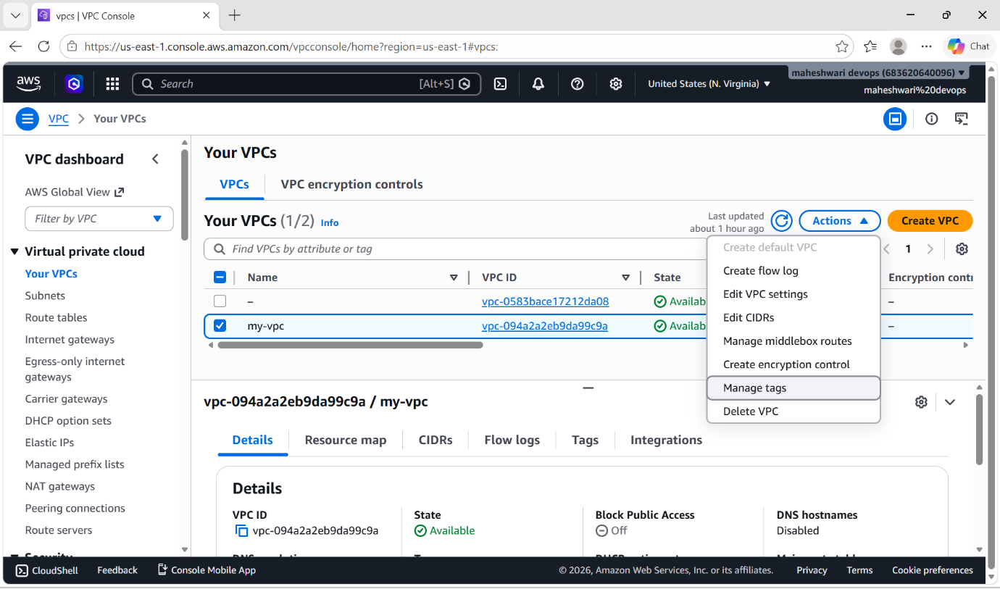 vpcs | VPC Console
https://us-east-1.console.aws.amazon.com/vpcconsole/home?region=us-east-1#vpcs:
Chat
aws
Search [Alt+S]
United States (N. Virginia)
maheshwari devops (683620640096)
maheshwari%20devops
VPC > Your VPCs
VPC dashboard
AWS Global View
Filter by VPC
Virtual private cloud
Your VPCs
Subnets
Route tables
Internet gateways
Egress-only internet
gateways
Carrier gateways
DHCP option sets
Elastic IPs
Managed prefix lists
NAT gateways
Peering connections
Route servers
Your VPCs
VPCs VPC encryption controls
Your VPCs (1/2) Info
Last updated
about 1 hour ago
Actions Create VPC
Find VPCs by attribute or tag
1
Name VPC ID State Encryption contr
– vpc-0583bace17212da08 Availab –
my-vpc vpc-094a2a2eb9da99c9a Availab –
Create default VPC
Create flow log
Edit VPC settings
Edit CIDRs
Manage middlebox routes
Create encryption control
Manage tags
Delete VPC
vpc-094a2a2eb9da99c9a / my-vpc
Details Resource map CIDRs Flow logs Tags Integrations
Details
VPC ID
vpc-094a2a2eb9da99c9a
State
Available
Block Public Access
Off
DNS hostnames
Disabled
CloudShell Feedback Console Mobile App © 2026, Amazon Web Services, Inc. or its affiliates. Privacy Terms Cookie preferences